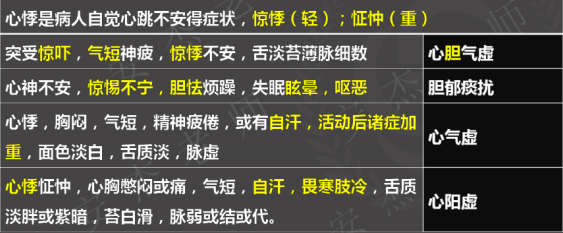 心悸是病人自觉心跳不安得症状，惊悸（轻）；怔忡（重）
突受惊吓，气短神疲，惊悸不安，舌淡苔薄脉细数
心胆气虚
心神不安，惊惕不宁，胆怯烦躁，失眠眩晕，呕恶
胆郁痰扰
心悸，胸闷，气短，精神疲倦，或有自汗，活动后诸症加
重，面色淡白，舌质淡，脉虚
心气虚
心悸怔忡，心胸憋闷或痛，气短，自汗，畏寒肢冷，舌质
淡胖或紫暗，苔白滑，脉弱或结或代。
心阳虚